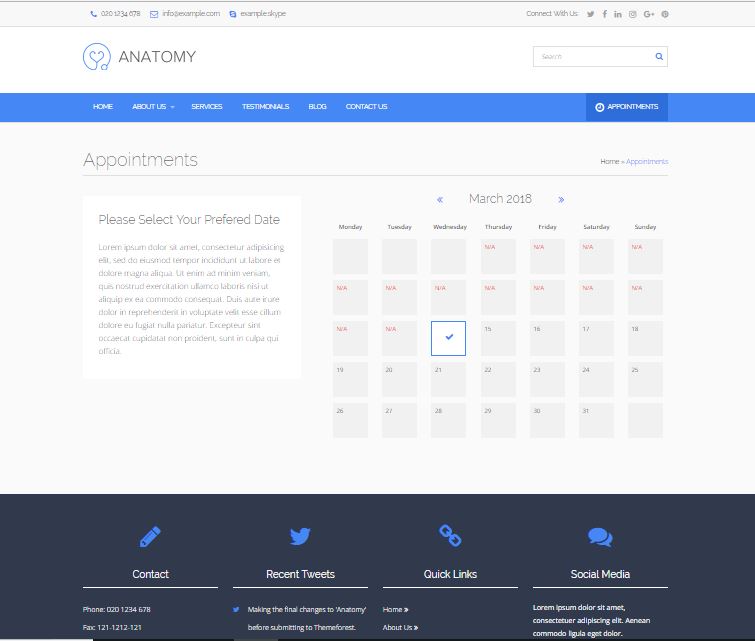 020 1234 678 info@example.com example.skype Connect With Us:
ANATOMY Search
HOME ABOUT US SERVICES TESTIMONIALS BLOG CONTACT US APPOINTMENTS
Appointments Home » Appointments
Please Select Your Prefered Date
Lorem ipsum dolor sit amet, consectetur adipisicing
elit, sed do eiusmod tempor incididunt ut labore et
dolore magna aliqua. Ut enim ad minim veniam,
quis nostrud exercitation ullamco laboris nisi ut
aliquip ex ea commodo consequat. Duis aute irure
dolor in reprehenderit in voluptate velit esse cillum
dolore eu fugiat nulla pariatur. Excepteur sint
occaecat cupidatat non proident, sunt in culpa qui
officia.
« March 2018 »
Monday Tuesday Wednesday Thursday Friday Saturday Sunday
N/A N/A N/A N/A
N/A N/A N/A N/A N/A N/A N/A
N/A N/A 15 16 17 18
19 20 21 22 23 24 25
26 27 28 29 30 31
Contact
Phone: 020 1234 678
Fax: 121-1212-121
Recent Tweets
Making the final changes to 'Anatomy'
before submitting to Themeforest.
Quick Links
Home »
About Us »
Social Media
Lorem ipsum dolor sit amet,
consectetuer adipiscing elit. Aenean
commodo ligula eget dolor.